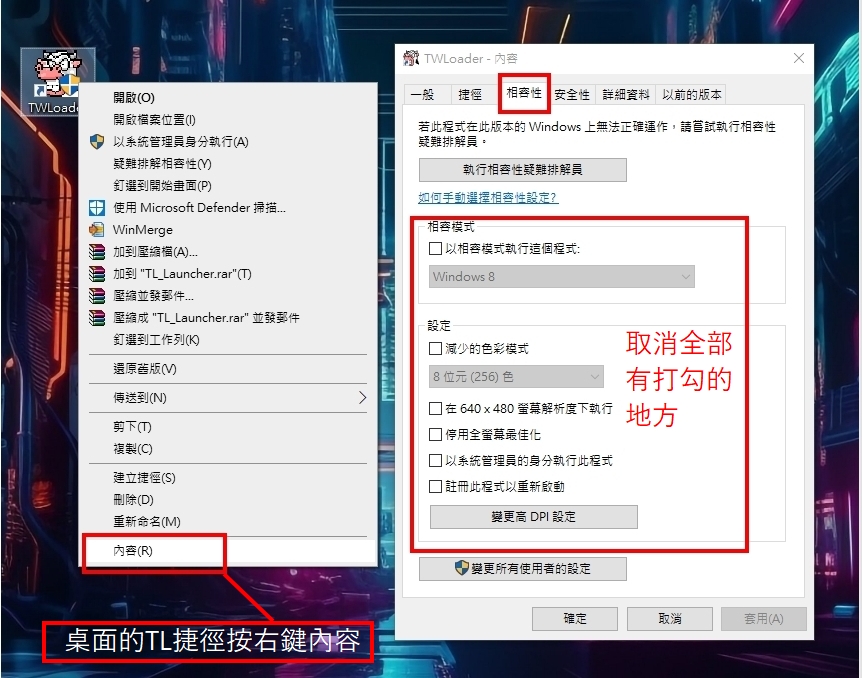 TWLoade
開啟(O)
開啟檔案位置(I)
以系統管理員身分執行(A)
疑難排解相容性(Y)
釘選到開始畫面(P)
使用 Microsoft Defender 掃描...
WinMerge
加到壓縮檔(A)...
加到 "TL_Launcher.rar"(T)
壓縮並發郵件...
壓縮成 "TL_Launcher.rar" 並發郵件
釘選到工作列(K)
還原舊版(V)
傳送到(N)
剪下(T)
複製(C)
建立捷徑(S)
刪除(D)
重新命名(M)
內容(R)
桌面的TL捷徑按右鍵內容
TWLoader - 內容
一般 捷徑 相容性 安全性 詳細資料 以前的版本
若此程式在此版本的 Windows 上無法正確運作，請嘗試執行相容性
疑難排解員。
執行相容性疑難排解員
如何手動選擇相容性設定?
相容模式
以相容模式執行這個程式:
Windows 8
設定
減少的色彩模式
8 位元 (256) 色
在 640 x 480 螢幕解析度下執行
停用全螢幕最佳化
以系統管理員的身分執行此程式
註冊此程式以重新啟動
變更高 DPI 設定
取消全部
有打勾的
地方
變更所有使用者的設定
確定 取消 套用(A)